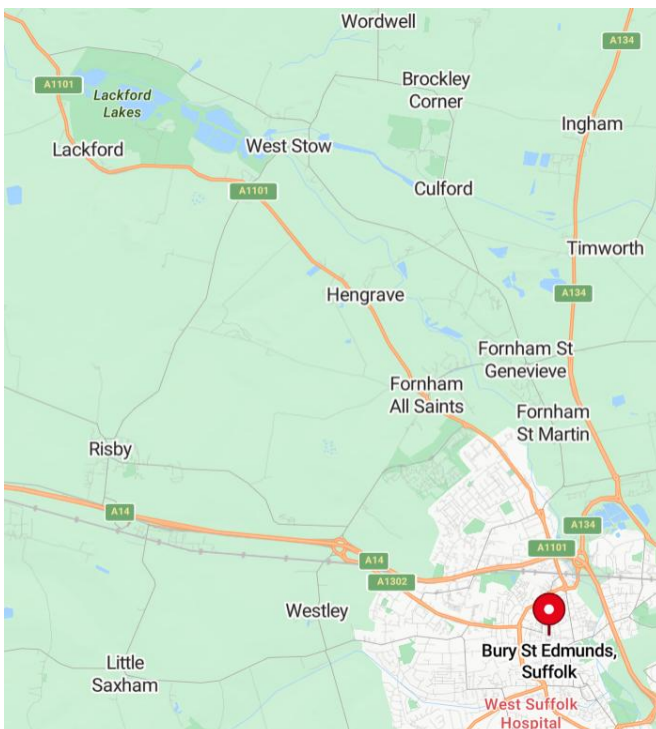 Wordwell
A134
Brockley
Corner
A1101
Lackford
Lakes
Ingham
Lackford
West Stow
A1101
Culford
Timworth
Hengrave
A134
Fornham St
Genevieve
Fornham
All Saints
Fornham
St Martin
Risby
A14
A134
A1101
A14
A1302
Westley
Bury St Edmunds,
Suffolk
Little
Saxham
West Suffolk
Hospital